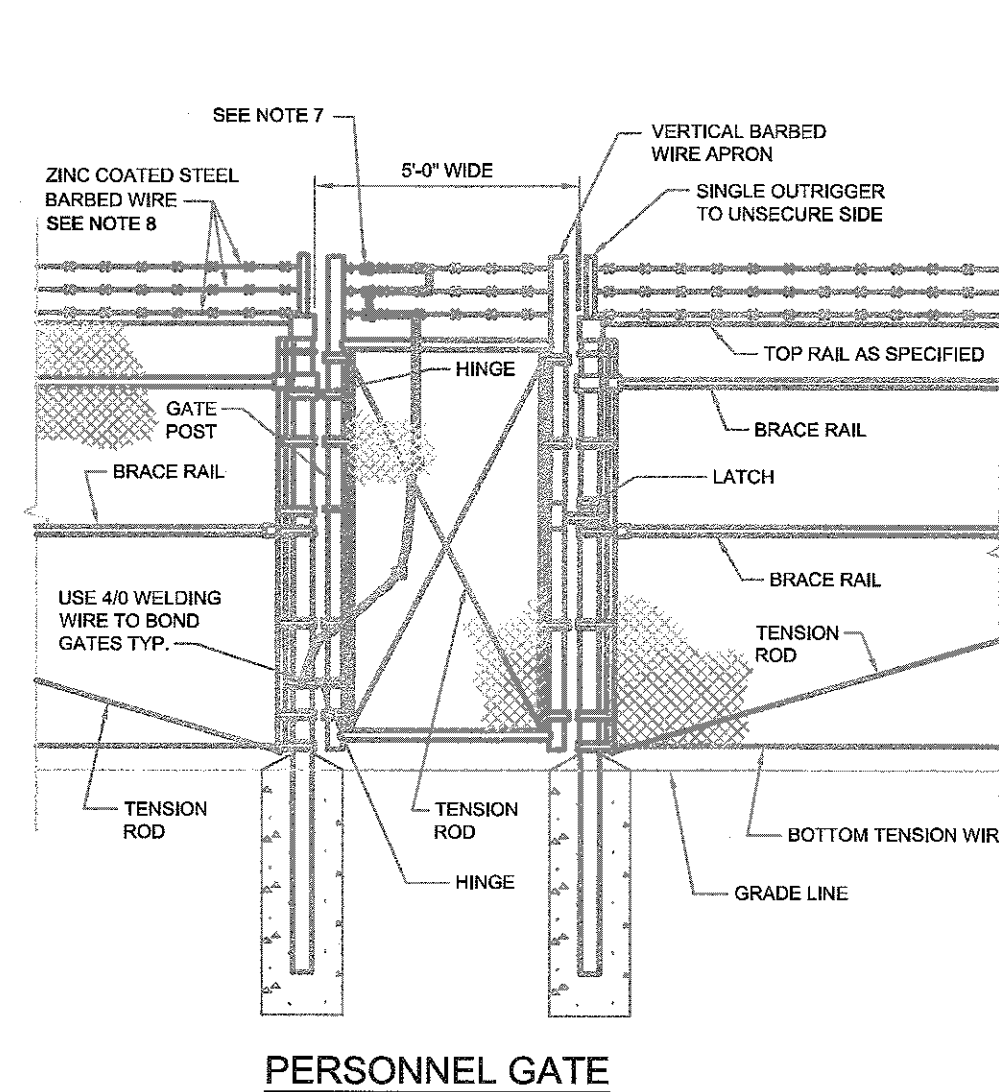 SEE NOTE 7
VERTICAL BARBED
WIRE APRON
5'-0" WIDE
ZINC COATED STEEL
BARBED WIRE
SEE NOTE 8
SINGLE OUTRIGGER
TO UNSECURE SIDE
TOP RAIL AS SPECIFIED
HINGE
GATE
POST
BRACE RAIL
BRACE RAIL
LATCH
BRACE RAIL
USE 4/0 WELDING
WIRE TO BOND
GATES TYP.
TENSION
ROD
TENSION
ROD
TENSION
ROD
BOTTOM TENSION WIR
HINGE
GRADE LINE
PERSONNEL GATE